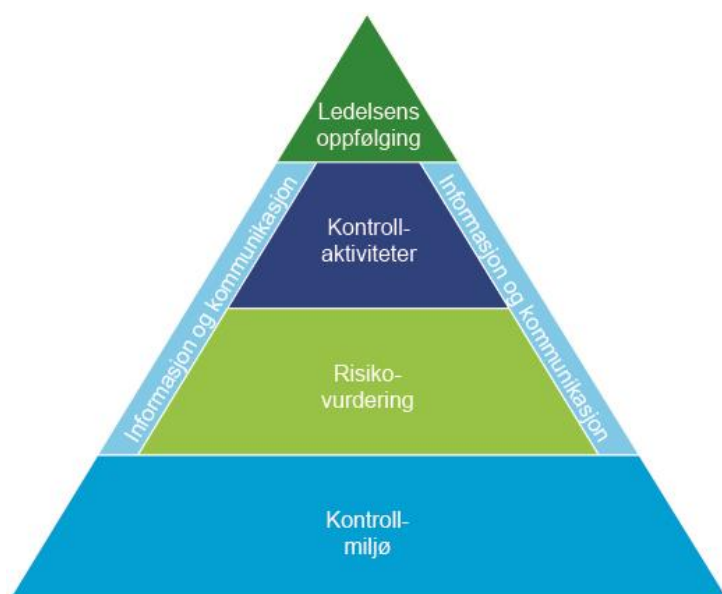 Ledelsens
oppfølging
Informasjon og kommunikasjon
Informasjon og kommunikasjon
Kontroll-
aktiviteter
Risiko-
vurdering
Kontroll-
miljø